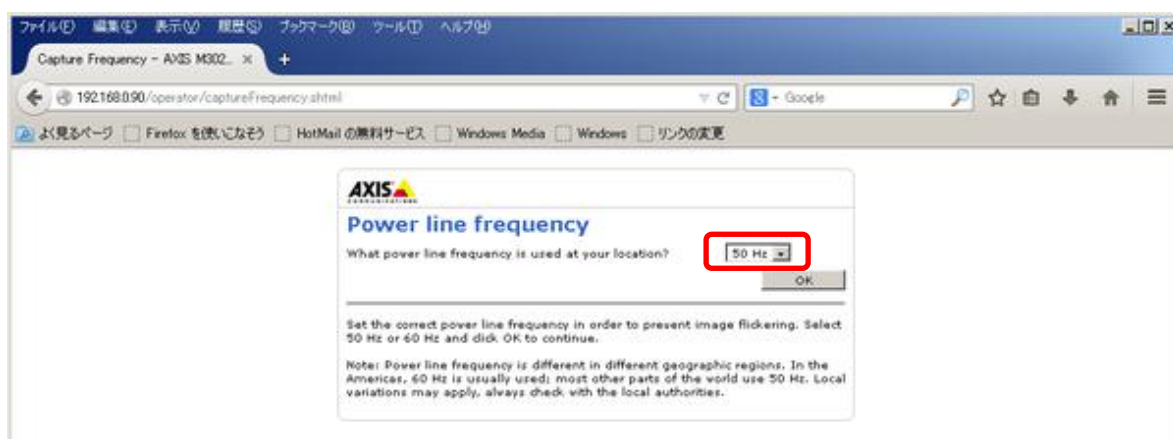 ファイル(F) 編集(E) 表示(V) 履歴(S) ブックマーク(B) ツール(T) ヘルプ(H)
Capture Frequency - AXIS M302... × +
192.168.0.90/operator/captureFrequency.shtml
8 - Google
よく見るページ Firefox を使いこなそう HotMail の無料サービス Windows Media Windows リンクの変更
AXIS
COMMUNICATIONS
Power line frequency
What power line frequency is used at your location? 50 Hz
OK
Set the correct power line frequency in order to prevent image flickering. Select
50 Hz or 60 Hz and click OK to continue.
Note: Power line frequency is different in different geographic regions. In the
Americas, 60 Hz is usually used; most other parts of the world use 50 Hz. Local
variations may apply, always check with the local authorities.